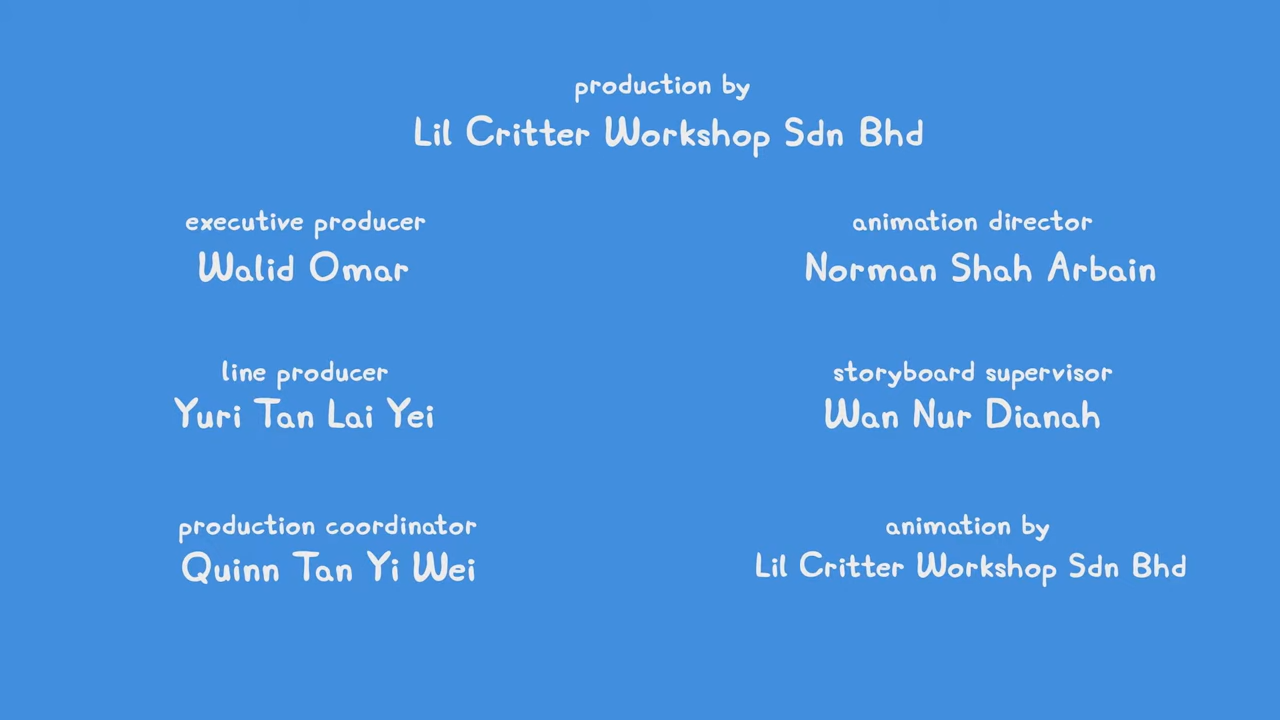 production by
Lil Critter Workshop Sdn Bhd
executive producer
Walid Omar
animation director
Norman Shah Arbain
line producer
Yuri Tan Lai Yei
storyboard supervisor
Wan Nur Dianah
production coordinator
Quinn Tan Yi Wei
animation by
Lil Critter Workshop Sdn Bhd